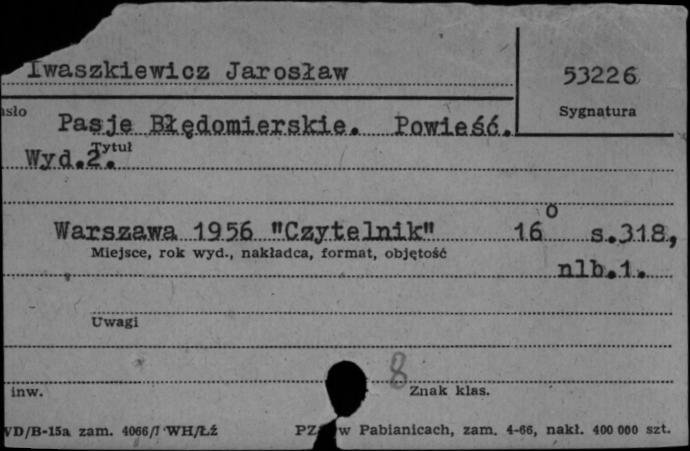 Iwaszkiewicz Jarosław
53226
Sygnatura
asło
Pasje Błędomierskie. Powieść.
Tytuł
Wyd.2.
Warszawa 1956 "Czytelnik" 16° s.318,
Miejsce, rok wyd., nakładca, format, objętość
nlb.1.
Uwagi
8
inw.
Znak klas.
WD/B-15a zam. 4066/I WH/Łź
PZ w Pabianicach, zam. 4-66, nakł. 400 000 szt.